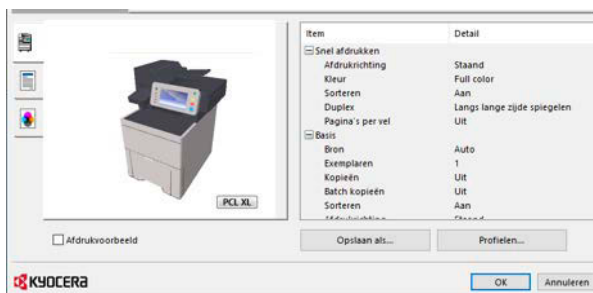 Item Detail
Snel afdrukken
Afdrukrichting Staand
Kleur Full color
Sorteren Aan
Duplex Langs lange zijde spiegelen
Pagina's per vel Uit
Basis
Bron Auto
Exemplaren 1
Kopieën Uit
Batch kopieën Uit
Sorteren Aan
Afdrukrichting Staand
PCL XL
Afdrukvoorbeeld
Opslaan als... Profielen...
KYOCERA
OK Annuleren